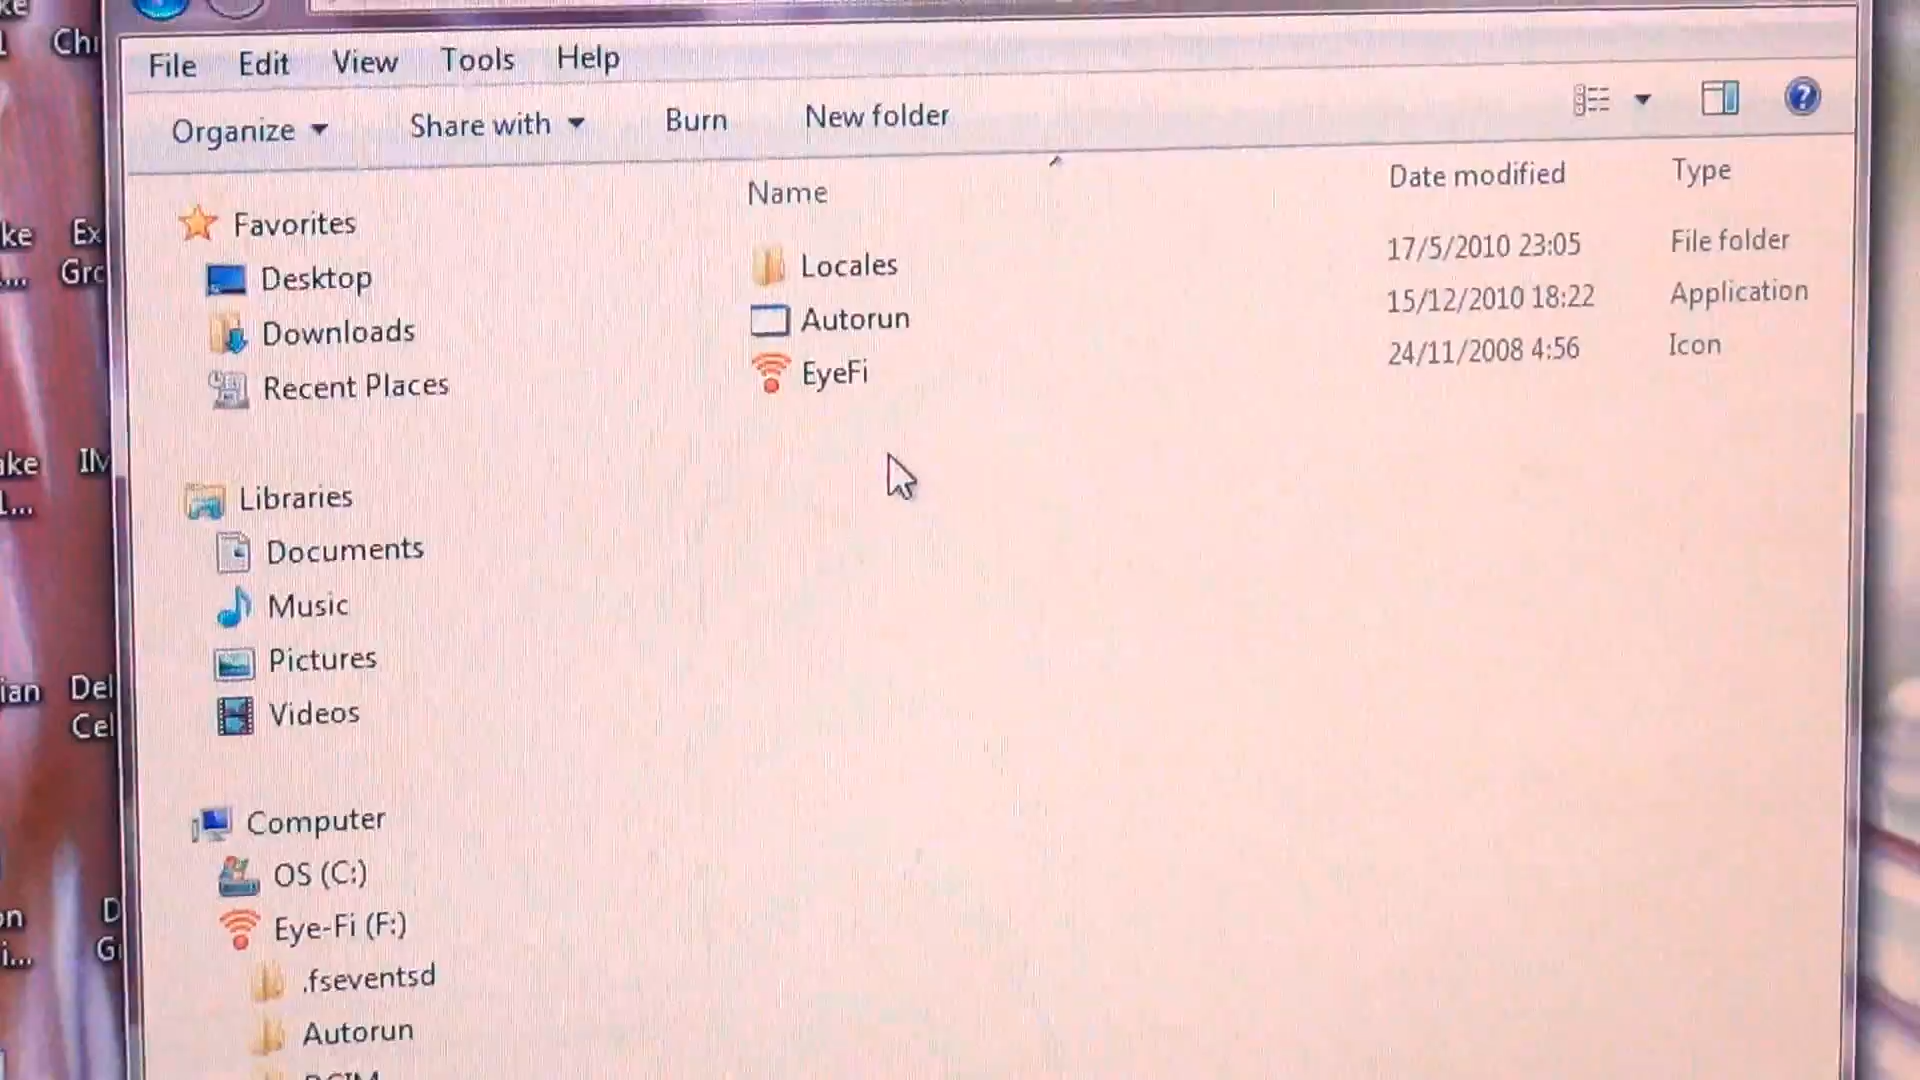 File Edit View Tools Help
Organize Share with Burn New folder
Name Date modified Type
Locales 17/5/2010 23:05 File folder
Autorun 15/12/2010 18:22 Application
EyeFi 24/11/2008 4:56 Icon
Favorites
Desktop
Downloads
Recent Places
Libraries
Documents
Music
Pictures
Videos
Computer
OS (C:)
Eye-Fi (F:)
.fseventsd
Autorun
DCIM